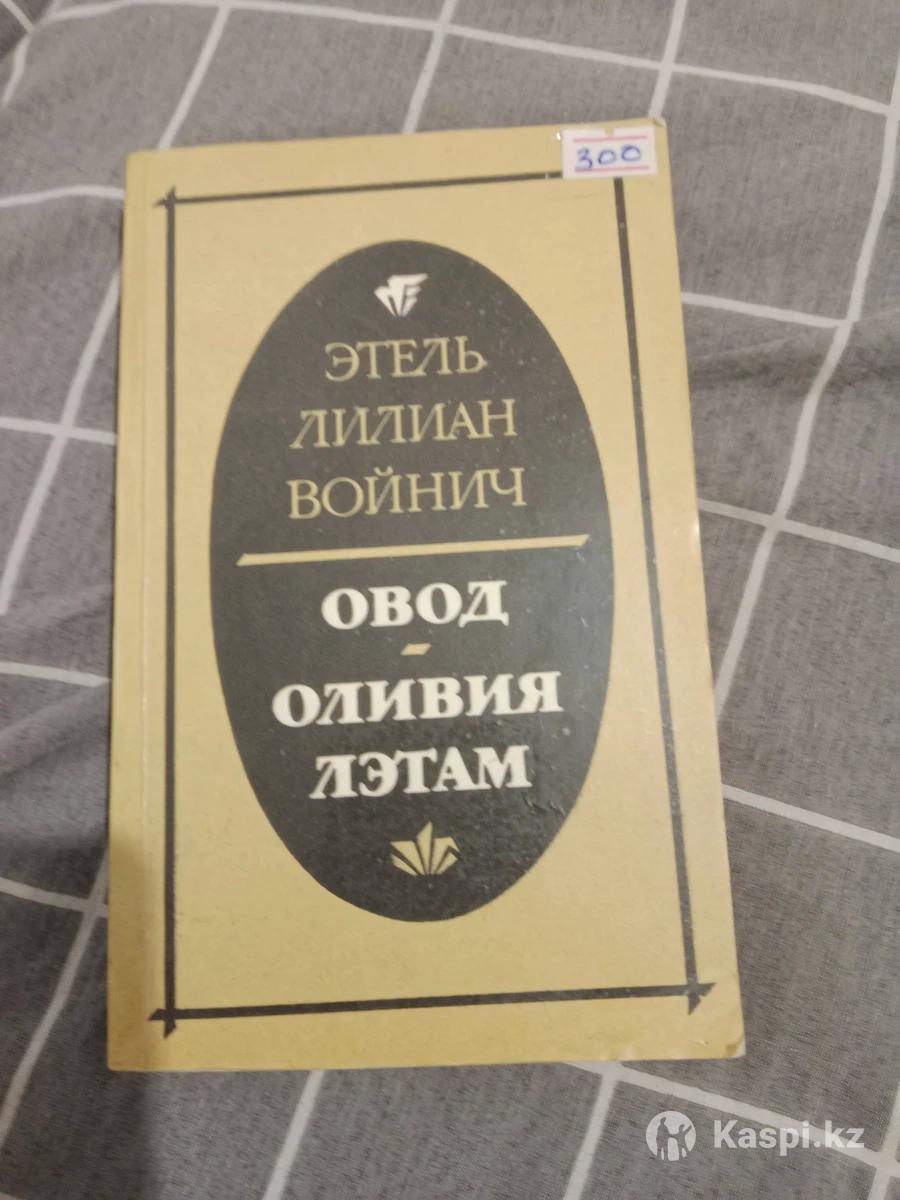 300
ЭТЕЛЬ
ЛИЛИАН
ВОЙНИЧ
ОВОД
-
ОЛИВИЯ
ЛЭТАМ
Kaspi.kz